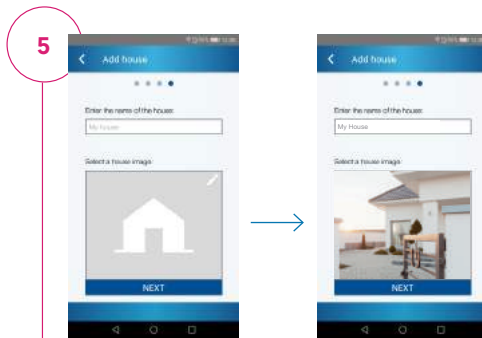 5
Add house
Enter the name of the house:
My house
Select a house image:
NEXT
Add house
Enter the name of the house:
My House
Select a house image:
NEXT